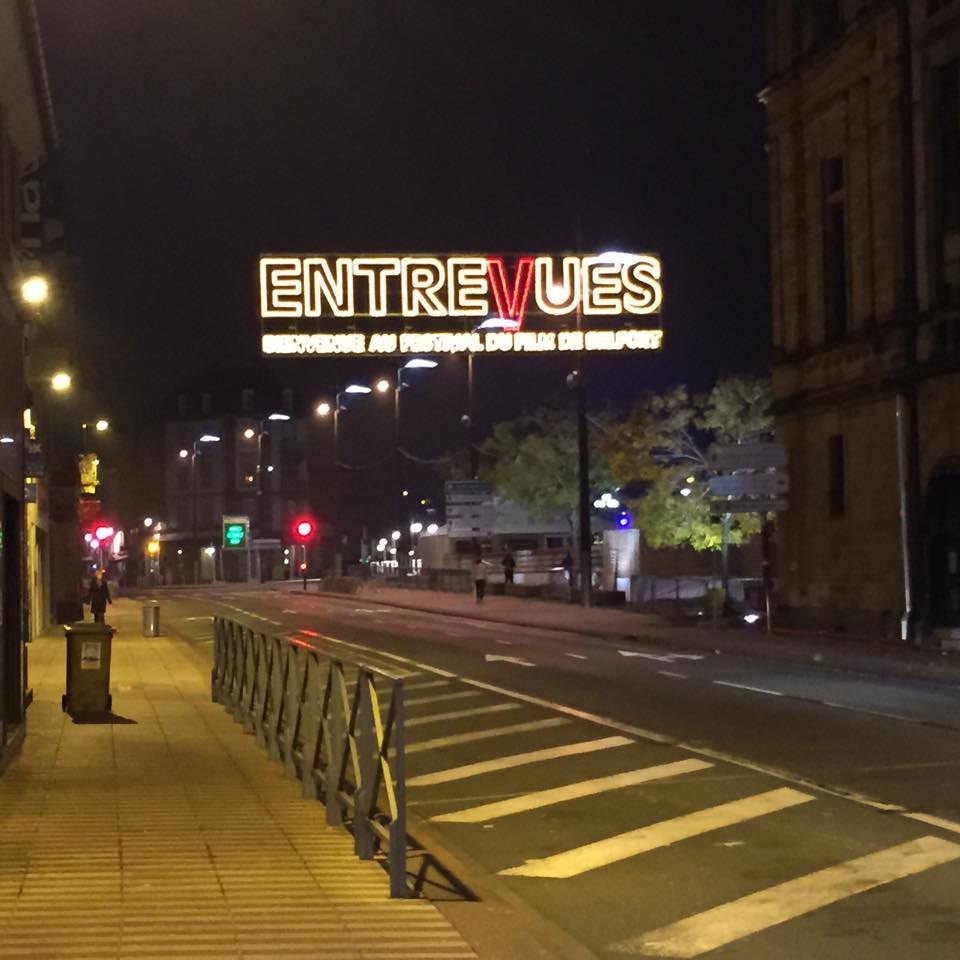 ENTREVUES
BIENVENUE AU FESTIVAL DU FILM DE BELFORT